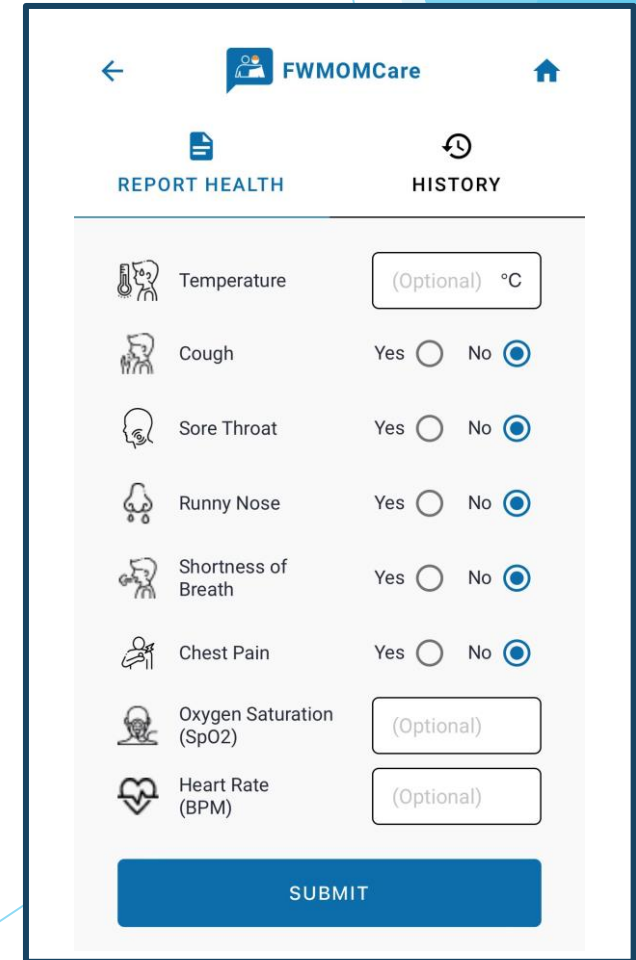 FWMOMCare
REPORT HEALTH HISTORY
Temperature (Optional) °C
Cough Yes No
Sore Throat Yes No
Runny Nose Yes No
Shortness of
Breath Yes No
Chest Pain Yes No
Oxygen Saturation
(SpO2) (Optional)
Heart Rate
(BPM) (Optional)
SUBMIT